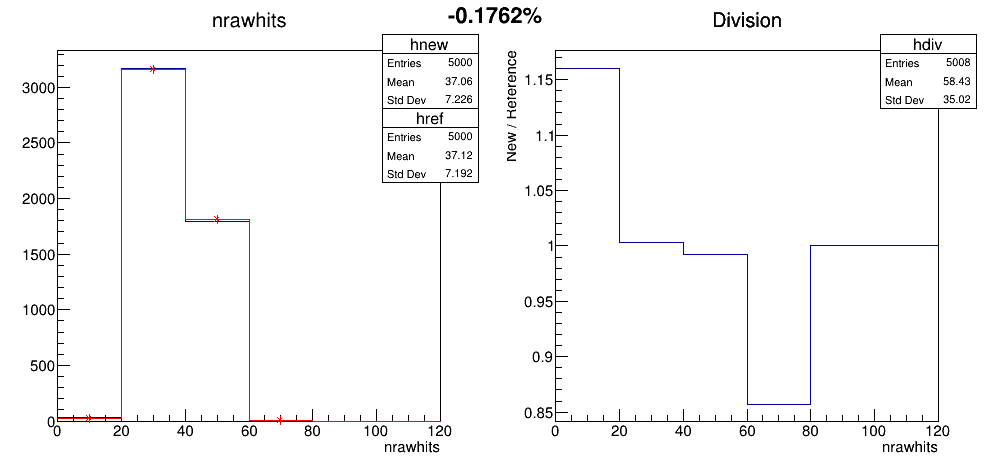 -0.1762%
nrawhits
hnew
Entries 5000
Mean 37.06
Std Dev 7.226
href
Entries 5000
Mean 37.12
Std Dev 7.192
3000
2500
2000
1500
1000
500
0
0 20 40 60 80 100 120
nrawhits
Division
hdiv
Entries 5008
Mean 58.43
Std Dev 35.02
New / Reference
1.15
1.1
1.05
1
0.95
0.9
0.85
0 20 40 60 80 100 120
nrawhits